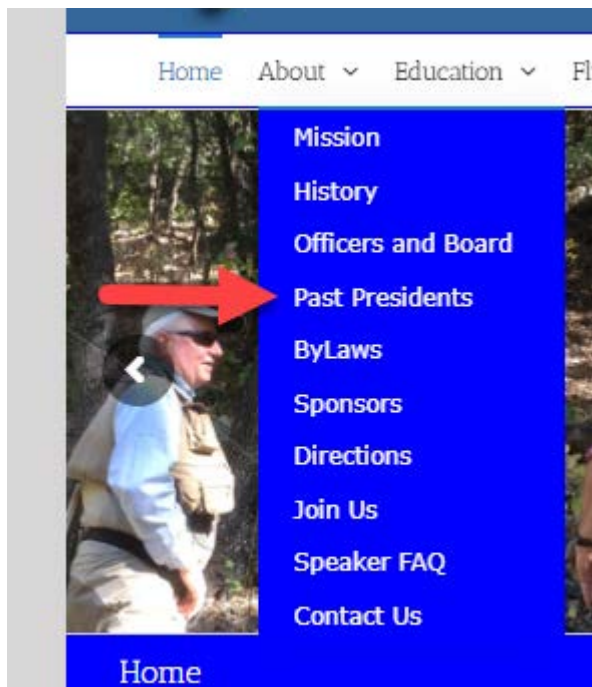 Home About Education Fl
Mission
History
Officers and Board
Past Presidents
ByLaws
Sponsors
Directions
Join Us
Speaker FAQ
Contact Us
Home